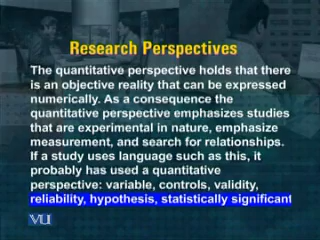 Research Perspectives
The quantitative perspective holds that there
is an objective reality that can be expressed
numerically. As a consequence the
quantitative perspective emphasizes studies
that are experimental in nature, emphasize
measurement, and search for relationships.
If a study uses language such as this, it
probably has used a quantitative
perspective: variable, controls, validity,
reliability, hypothesis, statistically significant
VU